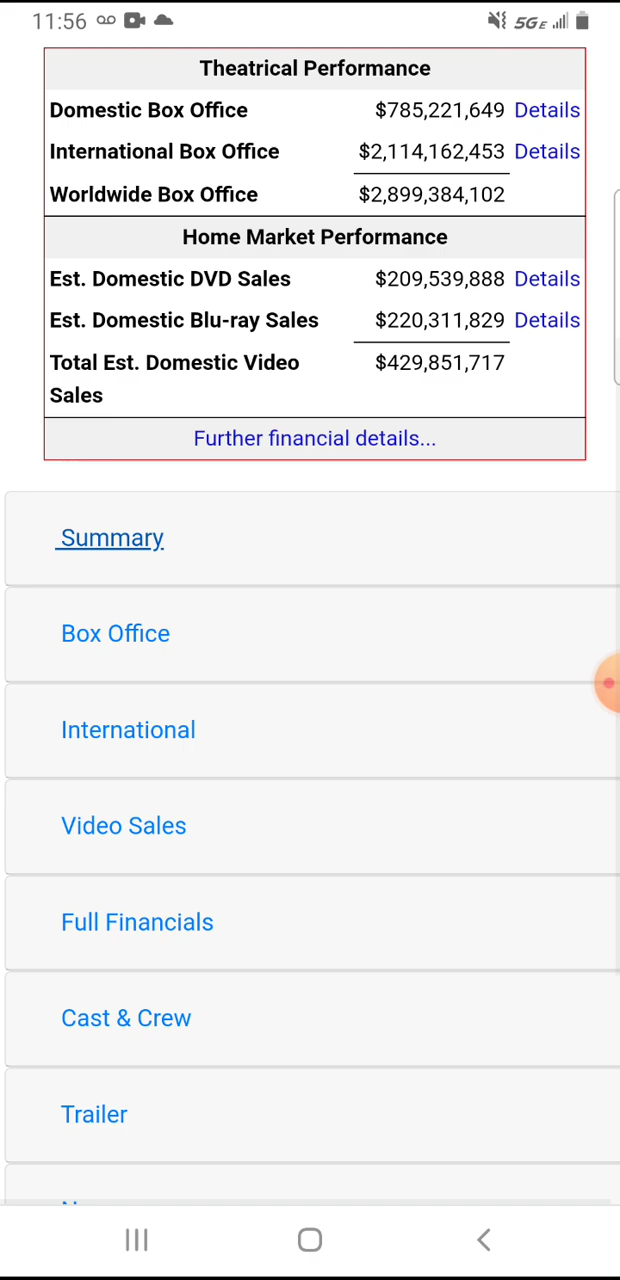 11:56 5GE
Theatrical Performance
Domestic Box Office $785,221,649 Details
International Box Office $2,114,162,453 Details
Worldwide Box Office $2,899,384,102
Home Market Performance
Est. Domestic DVD Sales $209,539,888 Details
Est. Domestic Blu-ray Sales $220,311,829 Details
Total Est. Domestic Video $429,851,717
Sales
Further financial details...
Summary
Box Office
International
Video Sales
Full Financials
Cast & Crew
Trailer